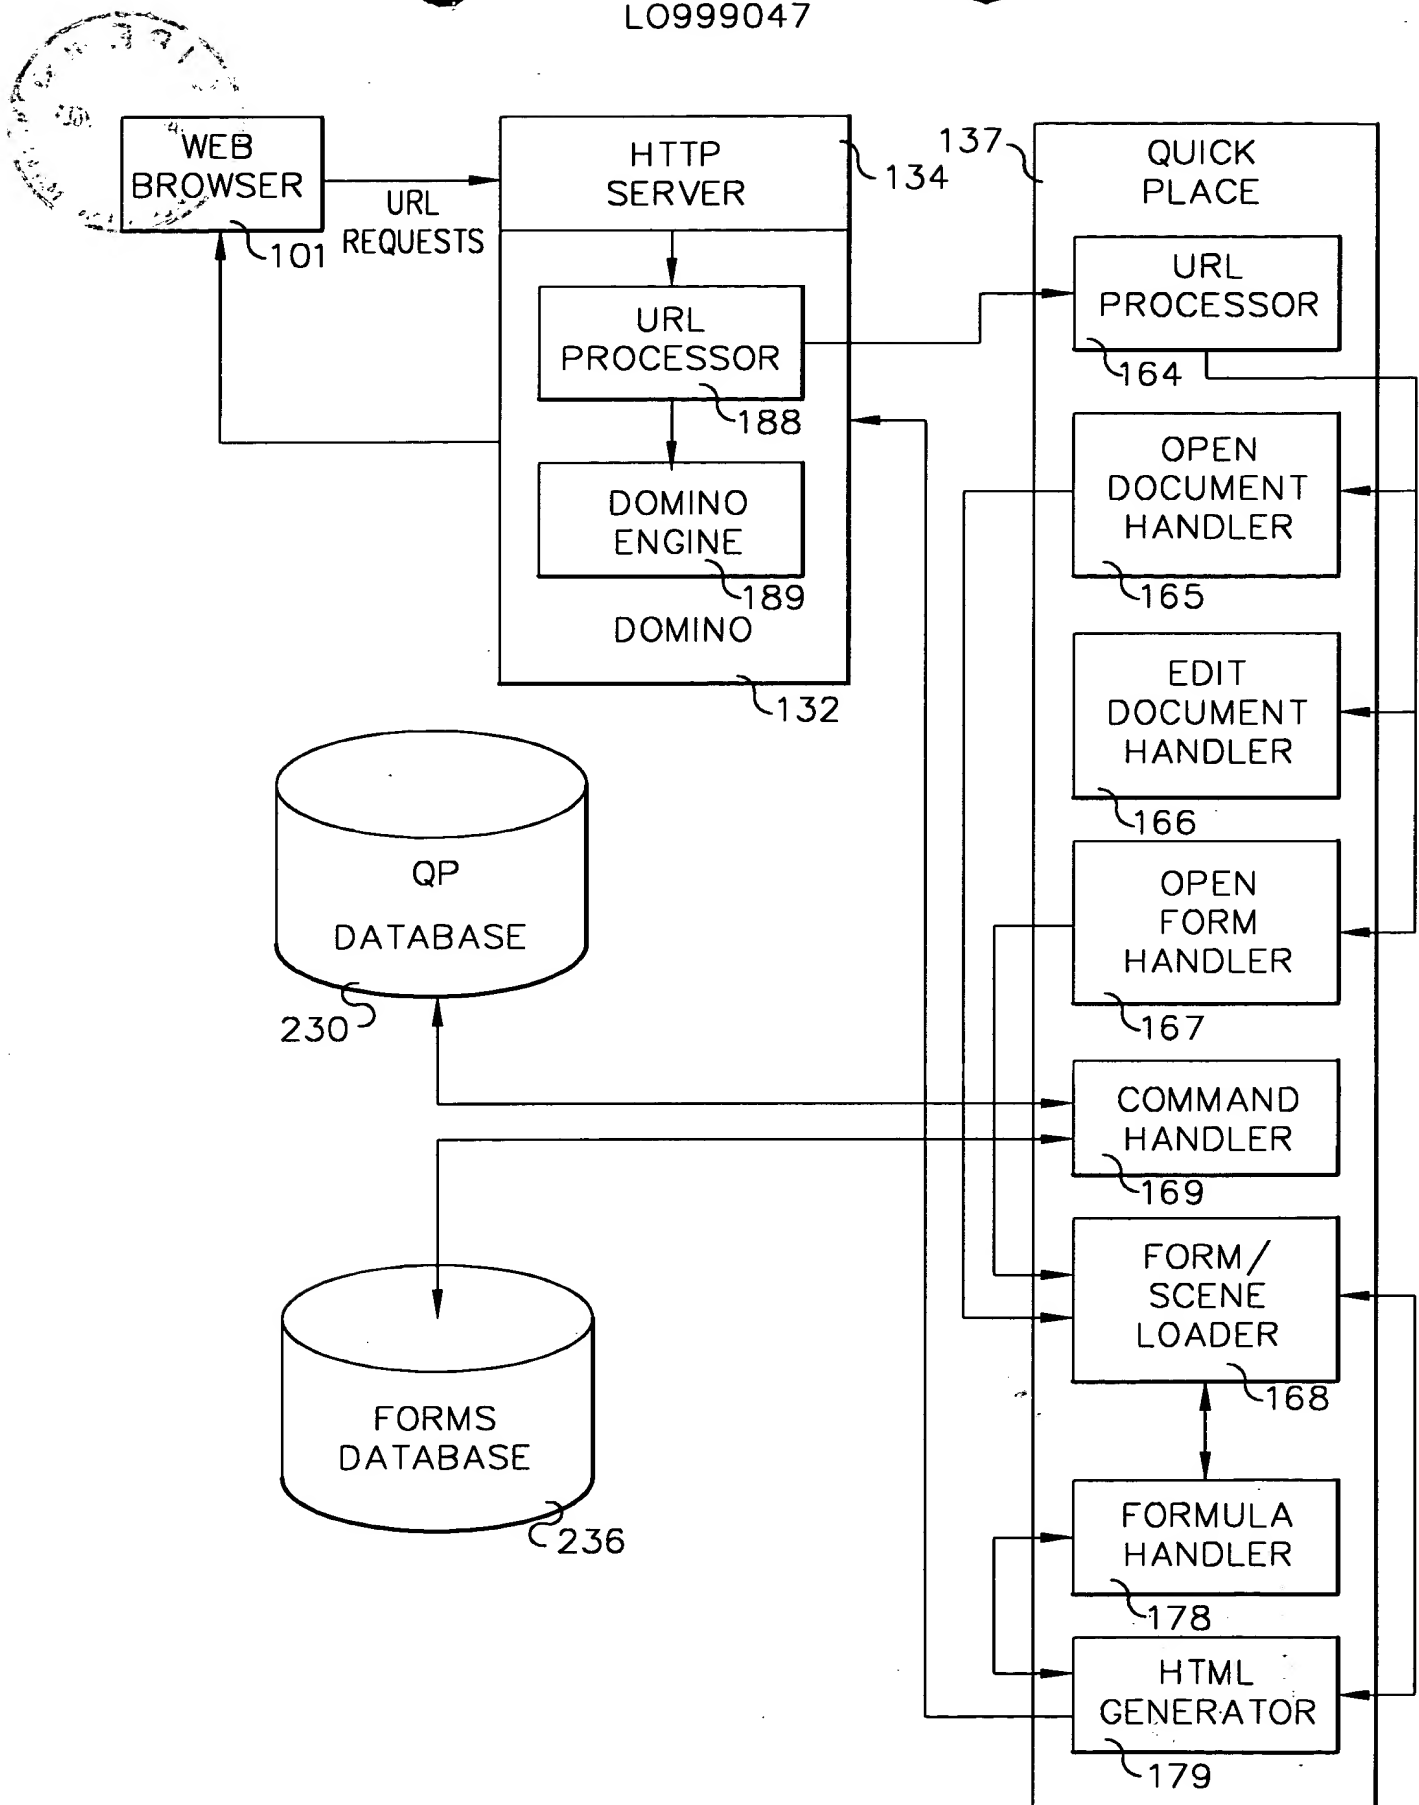 LO999047
WEB
BROWSER
101
URL
REQUESTS
HTTP
SERVER
134
URL
PROCESSOR
188
DOMINO
ENGINE
189
DOMINO
132
QP
DATABASE
230
FORMS
DATABASE
236
137
QUICK
PLACE
URL
PROCESSOR
164
OPEN
DOCUMENT
HANDLER
165
EDIT
DOCUMENT
HANDLER
166
OPEN
FORM
HANDLER
167
COMMAND
HANDLER
169
FORM/
SCENE
LOADER
168
FORMULA
HANDLER
178
HTML
GENERATOR
179